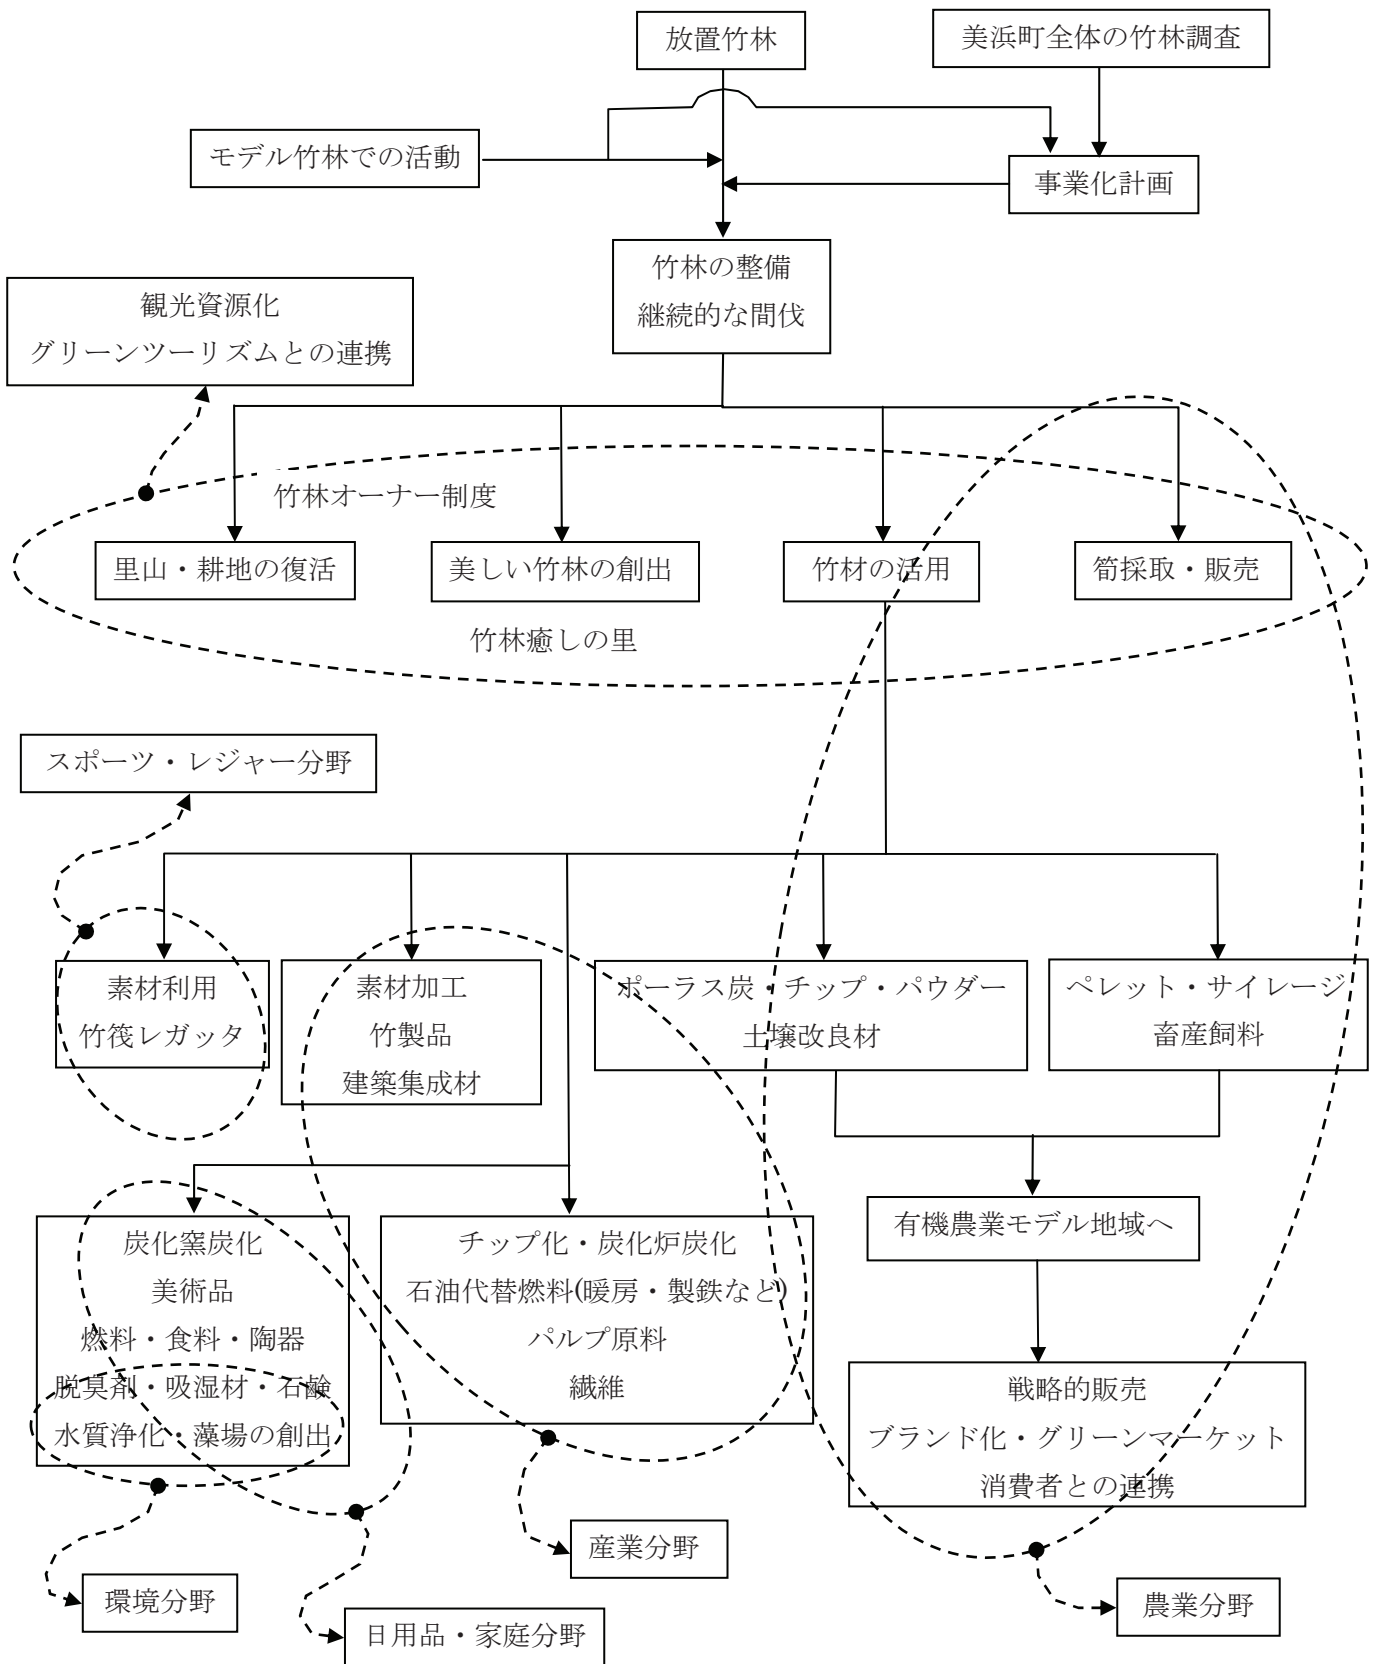 放置竹林
美浜町全体の竹林調査
モデル竹林での活動
事業化計画
竹林の整備
継続的な間伐
観光資源化
グリーンツーリズムとの連携
竹林オーナー制度
里山・耕地の復活
美しい竹林の創出
竹材の活用
筍採取・販売
竹林癒しの里
スポーツ・レジャー分野
素材利用
竹筏レガッタ
素材加工
竹製品
建築集成材
ポーラス炭・チップ・パウダー
土壌改良材
ペレット・サイレージ
畜産飼料
炭化窯炭化
美術品
燃料・食料・陶器
脱臭剤・吸湿材・石鹸
水質浄化・藻場の創出
チップ化・炭化炉炭化
石油代替燃料(暖房・製鉄など)
パルプ原料
繊維
有機農業モデル地域へ
戦略的販売
ブランド化・グリーンマーケット
消費者との連携
産業分野
環境分野
日用品・家庭分野
農業分野